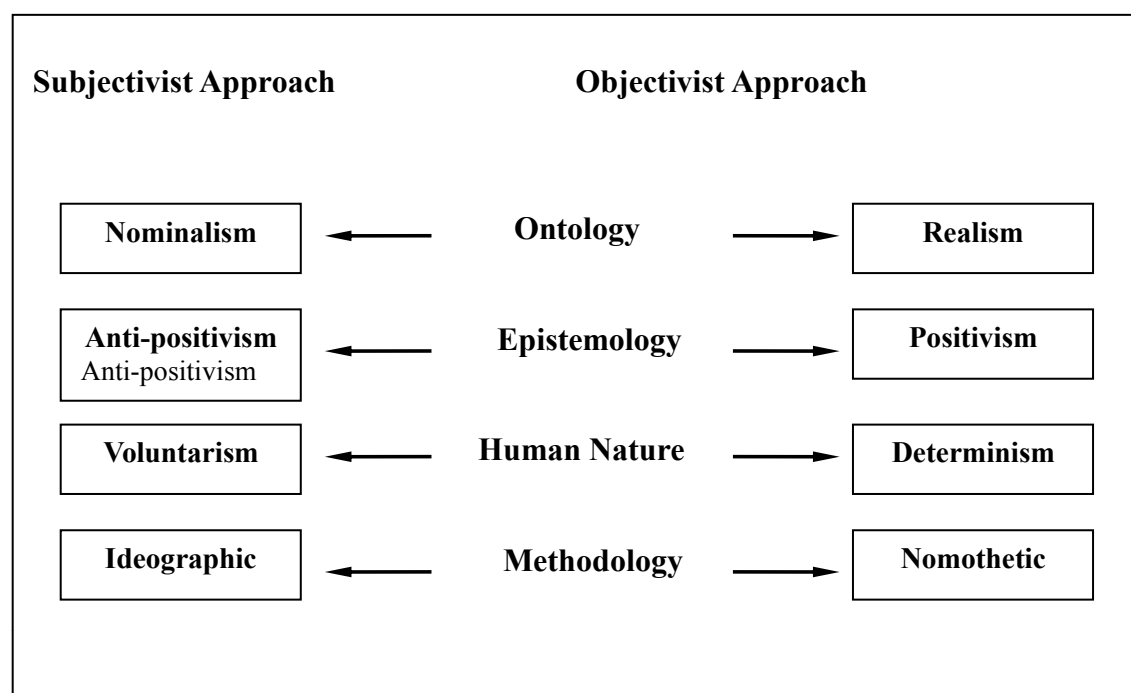 Subjectivist Approach Objectivist Approach
Nominalism Ontology Realism
Anti-positivism Epistemology Positivism
Anti-positivism
Voluntarism Human Nature Determinism
Ideographic Methodology Nomothetic